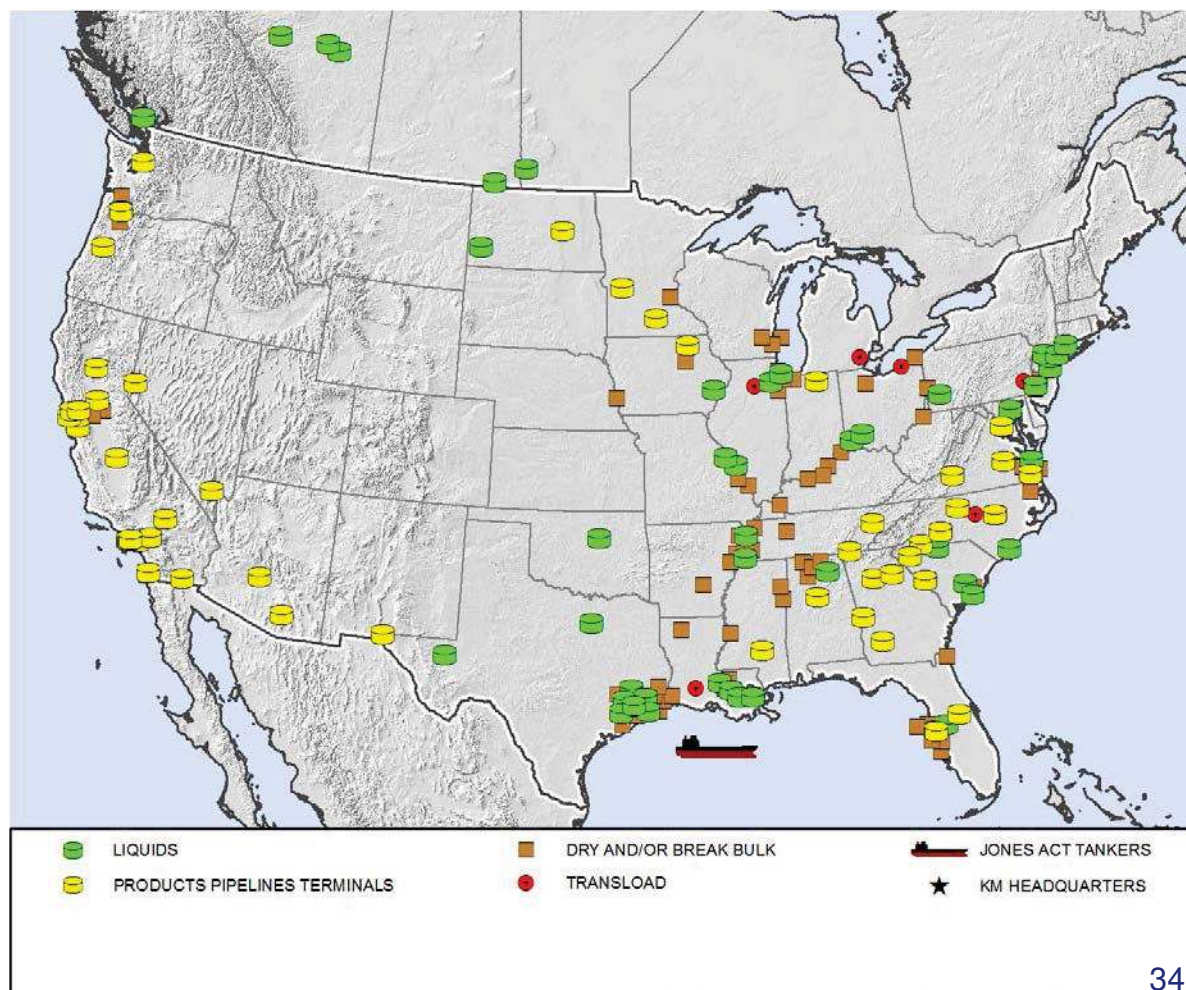 LIQUIDS
DRY AND/OR BREAK BULK
JONES ACT TANKERS
PRODUCTS PIPELINES TERMINALS
TRANSLOAD
KM HEADQUARTERS
34